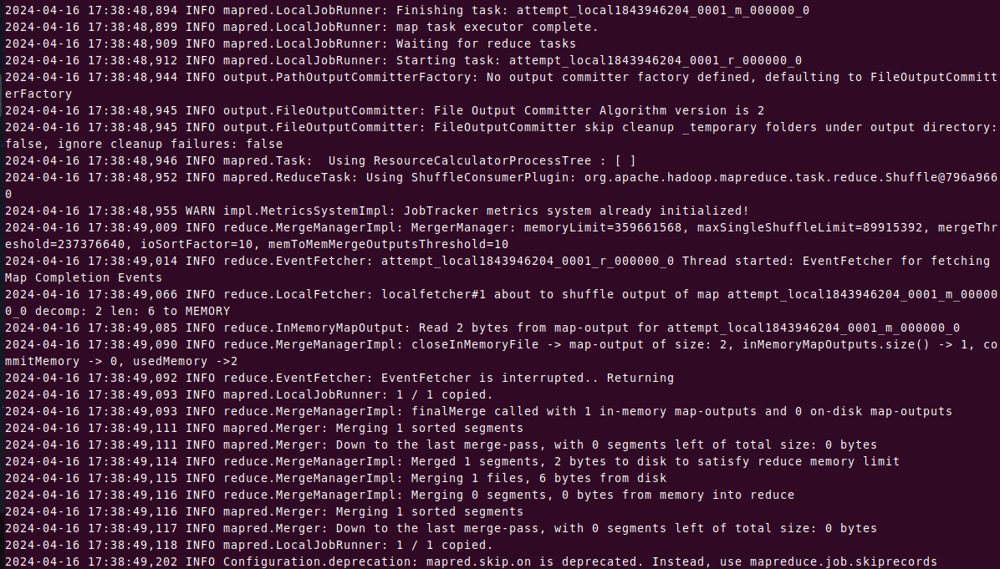 2024-04-16 17:38:48,894 INFO mapred.LocalJobRunner: Finishing task: attempt_local1843946204_0001_m_000000_0
2024-04-16 17:38:48,899 INFO mapred.LocalJobRunner: map task executor complete.
2024-04-16 17:38:48,909 INFO mapred.LocalJobRunner: Waiting for reduce tasks
2024-04-16 17:38:48,912 INFO mapred.LocalJobRunner: Starting task: attempt_local1843946204_0001_r_000000_0
2024-04-16 17:38:48,944 INFO output.PathOutputCommitterFactory: No output committer factory defined, defaulting to FileOutputCommitt
erFactory
2024-04-16 17:38:48,945 INFO output.FileOutputCommitter: File Output Committer Algorithm version is 2
2024-04-16 17:38:48,945 INFO output.FileOutputCommitter: FileOutputCommitter skip cleanup _temporary folders under output directory:
false, ignore cleanup failures: false
2024-04-16 17:38:48,946 INFO mapred.Task:  Using ResourceCalculatorProcessTree : [ ]
2024-04-16 17:38:48,952 INFO mapred.ReduceTask: Using ShuffleConsumerPlugin: org.apache.hadoop.mapreduce.task.reduce.Shuffle@796a966
0
2024-04-16 17:38:48,955 WARN impl.MetricsSystemImpl: JobTracker metrics system already initialized!
2024-04-16 17:38:49,009 INFO reduce.MergeManagerImpl: MergerManager: memoryLimit=359661568, maxSingleShuffleLimit=89915392, mergeThr
eshold=237376640, ioSortFactor=10, memToMemMergeOutputsThreshold=10
2024-04-16 17:38:49,014 INFO reduce.EventFetcher: attempt_local1843946204_0001_r_000000_0 Thread started: EventFetcher for fetching
Map Completion Events
2024-04-16 17:38:49,066 INFO reduce.LocalFetcher: localfetcher#1 about to shuffle output of map attempt_local1843946204_0001_m_00000
0_0 decomp: 2 len: 6 to MEMORY
2024-04-16 17:38:49,085 INFO reduce.InMemoryMapOutput: Read 2 bytes from map-output for attempt_local1843946204_0001_m_000000_0
2024-04-16 17:38:49,090 INFO reduce.MergeManagerImpl: closeInMemoryFile -> map-output of size: 2, inMemoryMapOutputs.size() -> 1, co
mmitMemory -> 0, usedMemory ->2
2024-04-16 17:38:49,092 INFO reduce.EventFetcher: EventFetcher is interrupted.. Returning
2024-04-16 17:38:49,093 INFO mapred.LocalJobRunner: 1 / 1 copied.
2024-04-16 17:38:49,093 INFO reduce.MergeManagerImpl: finalMerge called with 1 in-memory map-outputs and 0 on-disk map-outputs
2024-04-16 17:38:49,111 INFO mapred.Merger: Merging 1 sorted segments
2024-04-16 17:38:49,111 INFO mapred.Merger: Down to the last merge-pass, with 0 segments left of total size: 0 bytes
2024-04-16 17:38:49,114 INFO reduce.MergeManagerImpl: Merged 1 segments, 2 bytes to disk to satisfy reduce memory limit
2024-04-16 17:38:49,115 INFO reduce.MergeManagerImpl: Merging 1 files, 6 bytes from disk
2024-04-16 17:38:49,116 INFO reduce.MergeManagerImpl: Merging 0 segments, 0 bytes from memory into reduce
2024-04-16 17:38:49,116 INFO mapred.Merger: Merging 1 sorted segments
2024-04-16 17:38:49,117 INFO mapred.Merger: Down to the last merge-pass, with 0 segments left of total size: 0 bytes
2024-04-16 17:38:49,118 INFO mapred.LocalJobRunner: 1 / 1 copied.
2024-04-16 17:38:49,202 INFO Configuration.deprecation: mapred.skip.on is deprecated. Instead, use mapreduce.job.skiprecords